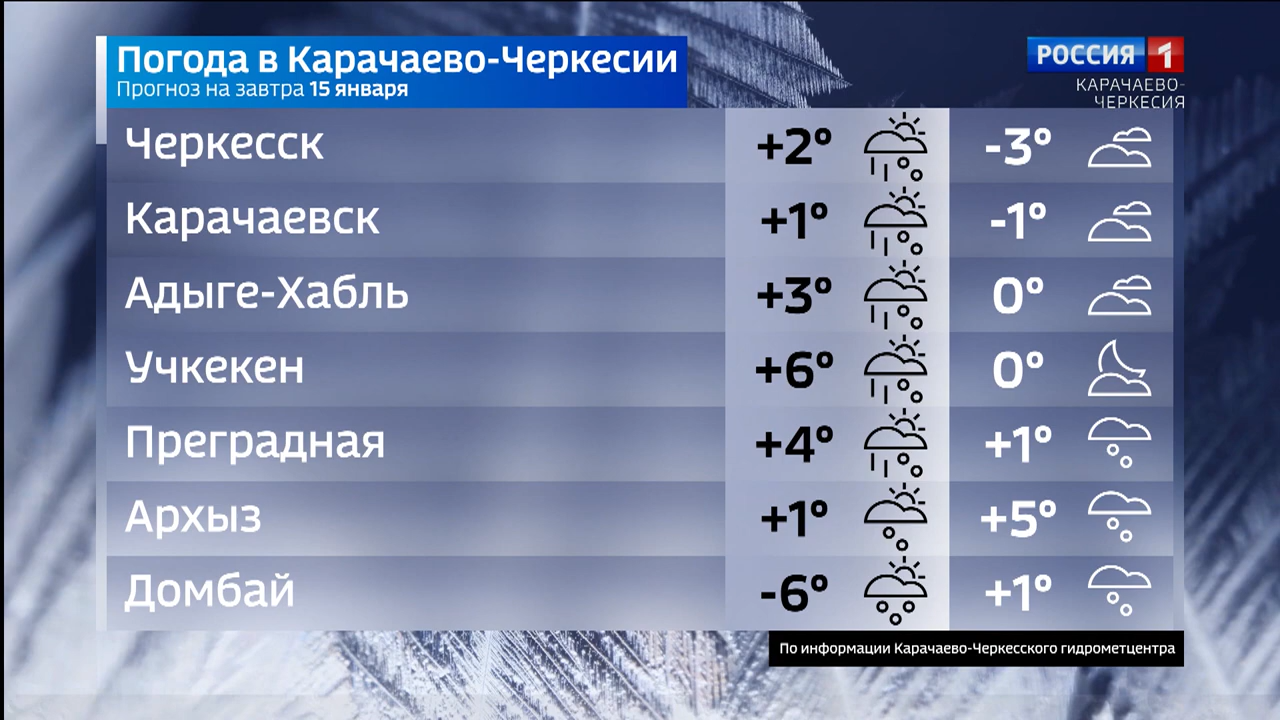 Погода в Карачаево-Черкесии
Прогноз на завтра 15 января
РОССИЯ 1
КАРАЧАЕВО-
ЧЕРКЕСИЯ
Черкесск +2° -3°
Карачаевск +1° -1°
Адыге-Хабль +3° 0°
Учкекен +6° 0°
Преградная +4° +1°
Архыз +1° +5°
Домбай -6° +1°
По информации Карачаево-Черкесского гидрометцентра